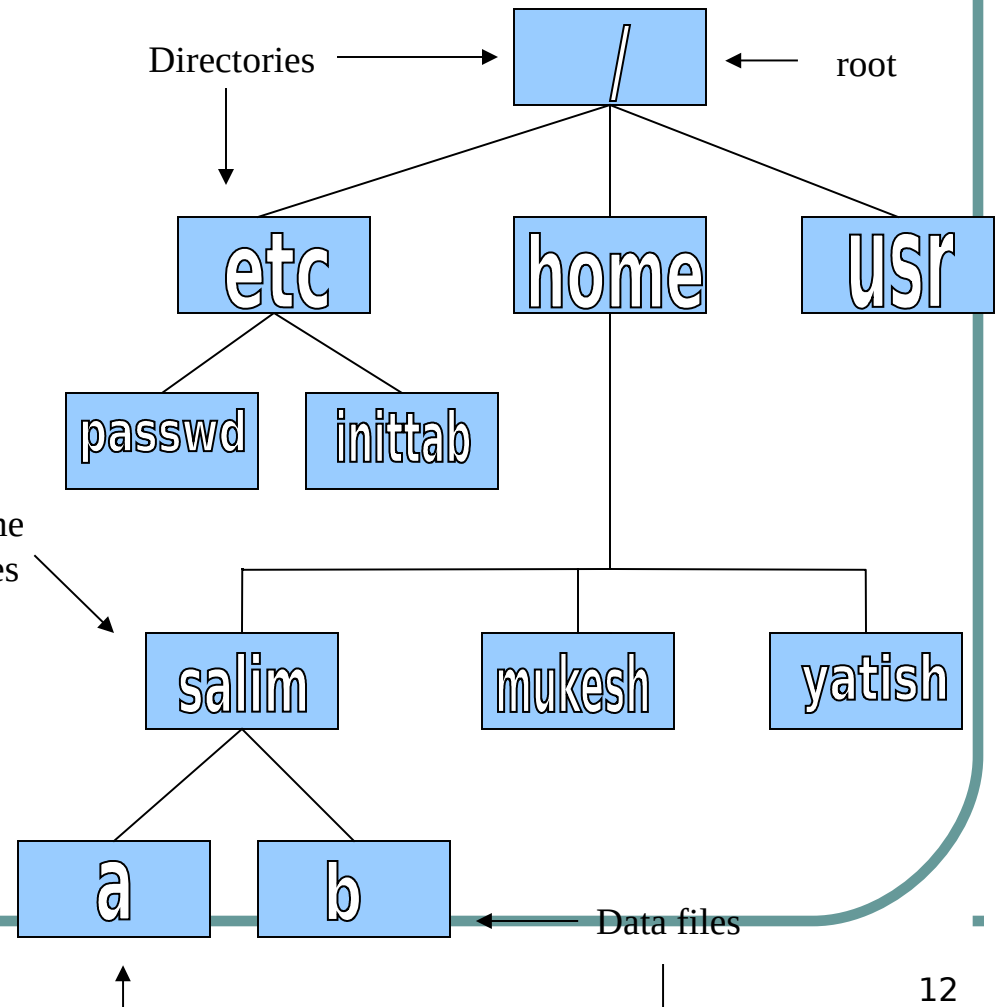 /
Directories
root
etc
home
usr
passwd
inittab
salim
mukesh
yatish
a
b
Data files
12